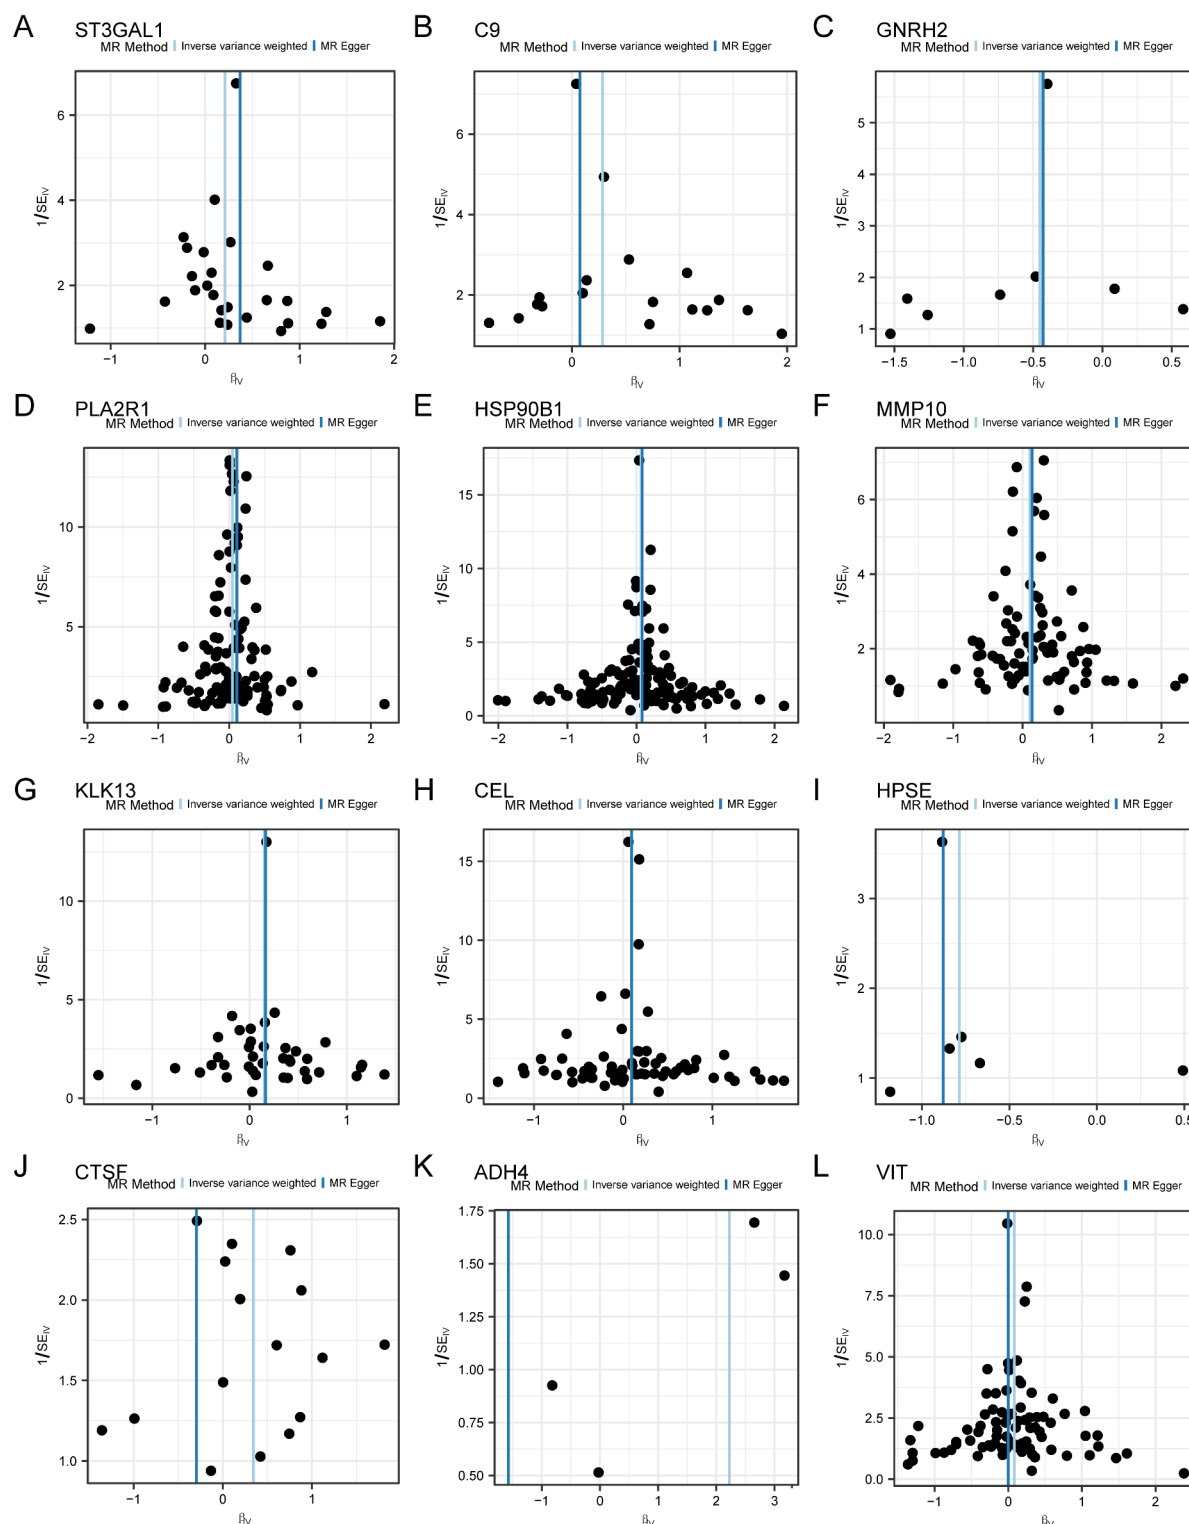 A ST3GAL1
MR Method Inverse variance weighted MR Egger
6
4
2
1/SE_IV
−1 0 1 2
β_IV
B C9
MR Method Inverse variance weighted MR Egger
6
4
2
1/SE_IV
0 1 2
β_IV
C GNRH2
MR Method Inverse variance weighted MR Egger
5
4
3
2
1
1/SE_IV
−1.5 −1.0 −0.5 0.0 0.5
β_IV
D PLA2R1
MR Method Inverse variance weighted MR Egger
10
5
1/SE_IV
−2 −1 0 1 2
β_IV
E HSP90B1
MR Method Inverse variance weighted MR Egger
15
10
5
0
1/SE_IV
−2 −1 0 1 2
β_IV
F MMP10
MR Method Inverse variance weighted MR Egger
6
4
2
1/SE_IV
−2 −1 0 1 2
β_IV
G KLK13
MR Method Inverse variance weighted MR Egger
10
5
0
1/SE_IV
−1 0 1
β_IV
H CEL
MR Method Inverse variance weighted MR Egger
15
10
5
0
1/SE_IV
−1 0 1
β_IV
I HPSE
MR Method Inverse variance weighted MR Egger
3
2
1
1/SE_IV
−1.0 −0.5 0.0 0.5
β_IV
J CTSF
MR Method Inverse variance weighted MR Egger
2.5
2.0
1.5
1.0
1/SE_IV
−1 0 1
β_IV
K ADH4
MR Method Inverse variance weighted MR Egger
1.75
1.50
1.25
1.00
0.75
0.50
1/SE_IV
−1 0 1 2 3
β_IV
L VIT
MR Method Inverse variance weighted MR Egger
10.0
7.5
5.0
2.5
0.0
1/SE_IV
−1 0 1 2
β_IV